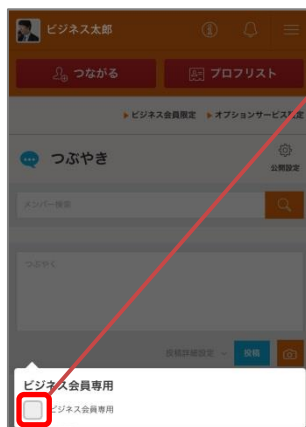 ビジネス太郎
つながる
プロフリスト
▶ビジネス会員限定 ▶オプションサービス設定
つぶやき
公開設定
メンバー検索
つぶやく
投稿詳細設定
投稿
ビジネス会員専用
ビジネス会員専用